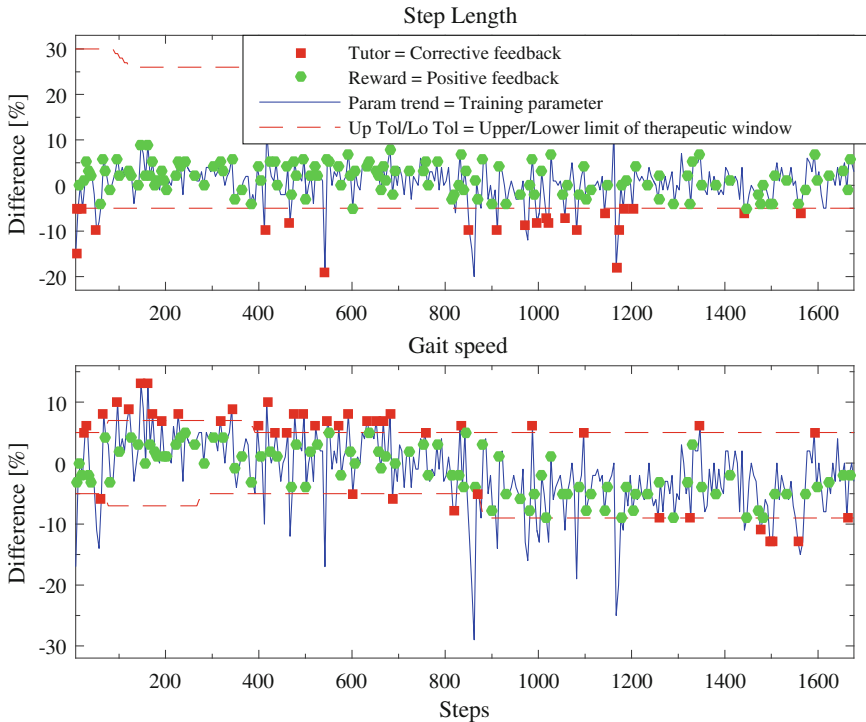 Step Length
Difference [%]
30
20
10
0
-10
-20
Tutor = Corrective feedback
Reward = Positive feedback
Param trend = Training parameter
Up Tol/Lo Tol = Upper/Lower limit of therapeutic window
200 400 600 800 1000 1200 1400 1600
Gait speed
Difference [%]
10
0
-10
-20
-30
200 400 600 800 1000 1200 1400 1600
Steps